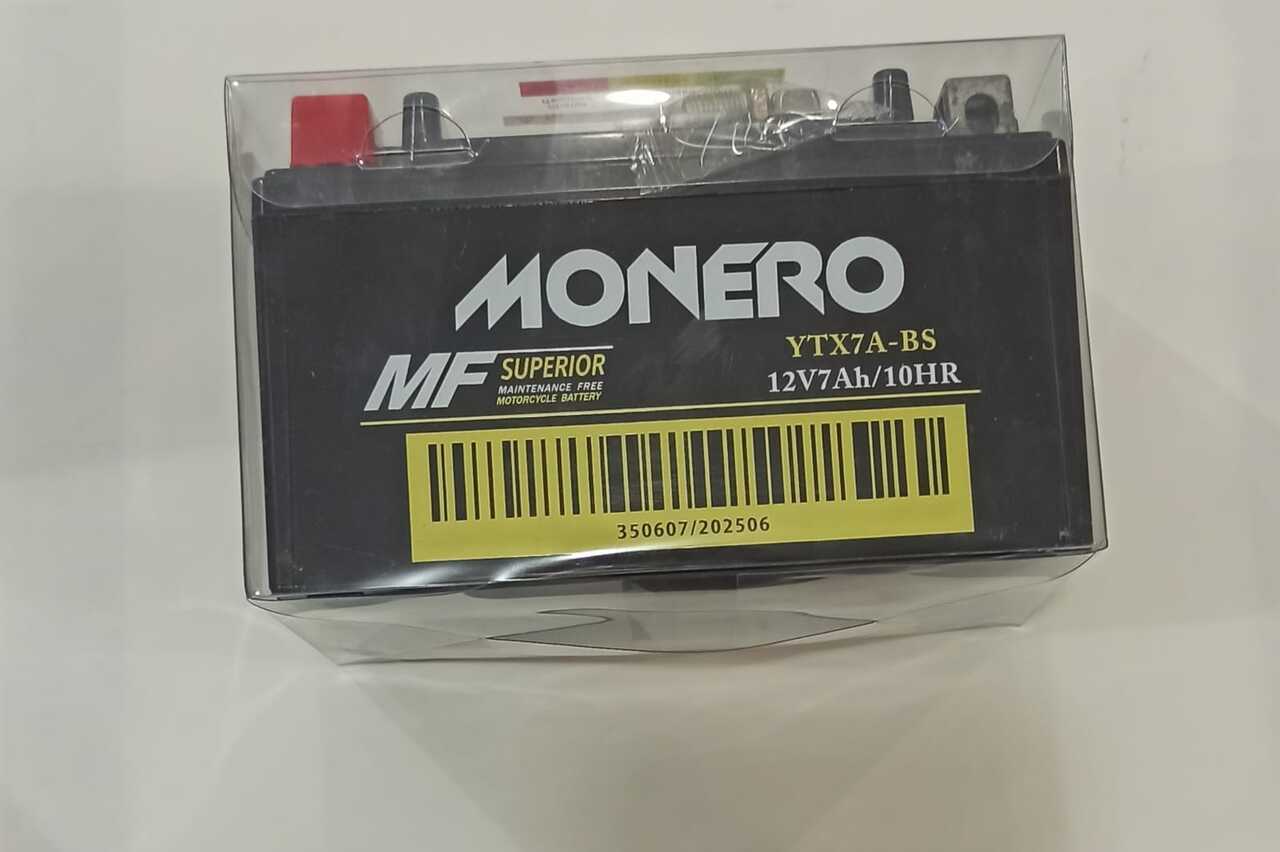 MONERO
MF SUPERIOR
MAINTENANCE FREE
MOTORCYCLE BATTERY
YTX7A-BS
12V7Ah/10HR
350607/202506